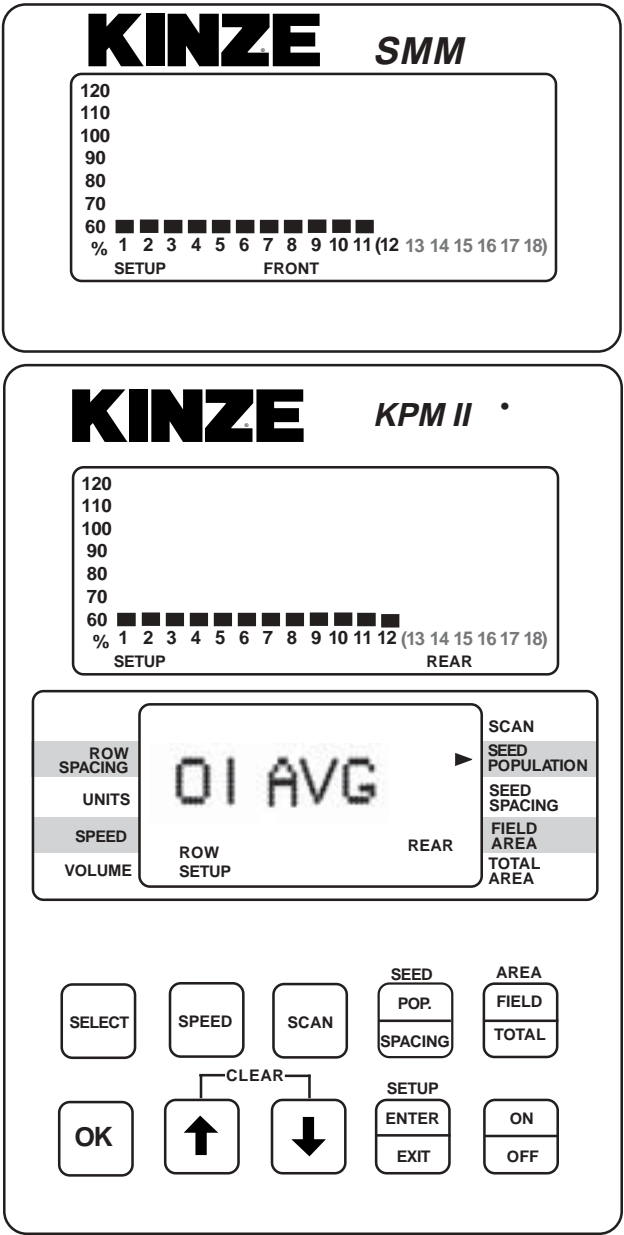 KINZE SMM
120
110
100
90
80
70
60
% 1 2 3 4 5 6 7 8 9 10 11 (12 13 14 15 16 17 18)
SETUP FRONT
KINZE KPM II
120
110
100
90
80
70
60
% 1 2 3 4 5 6 7 8 9 10 11 12 (13 14 15 16 17 18)
SETUP REAR
ROW
SPACING
UNITS
SPEED
VOLUME
01 AVG
ROW
SETUP
REAR
SCAN
SEED
POPULATION
SEED
SPACING
FIELD
AREA
TOTAL
AREA
SELECT
SPEED
SCAN
SEED
POP.
SPACING
AREA
FIELD
TOTAL
OK
CLEAR
SETUP
ENTER
EXIT
ON
OFF